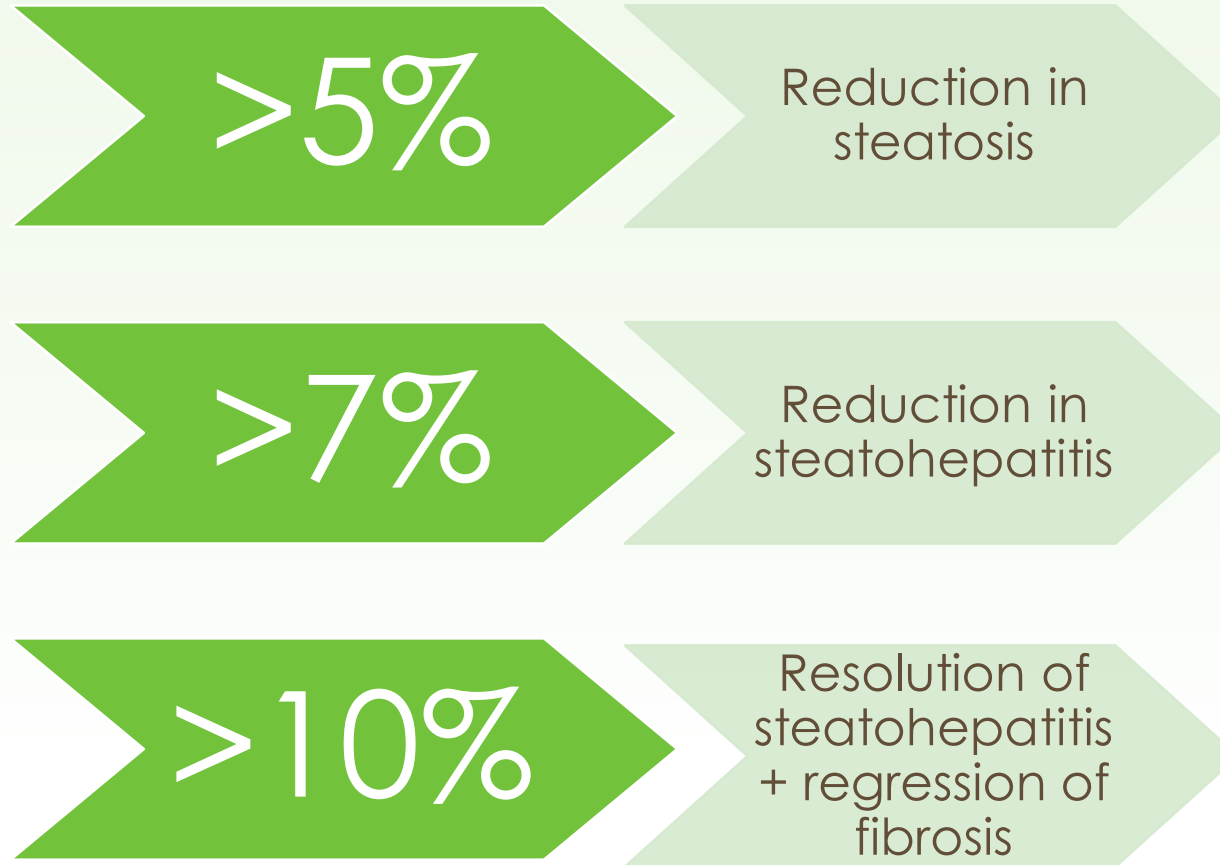 >5%
Reduction in
steatosis
>7%
Reduction in
steatohepatitis
>10%
Resolution of
steatohepatitis
+ regression of
fibrosis